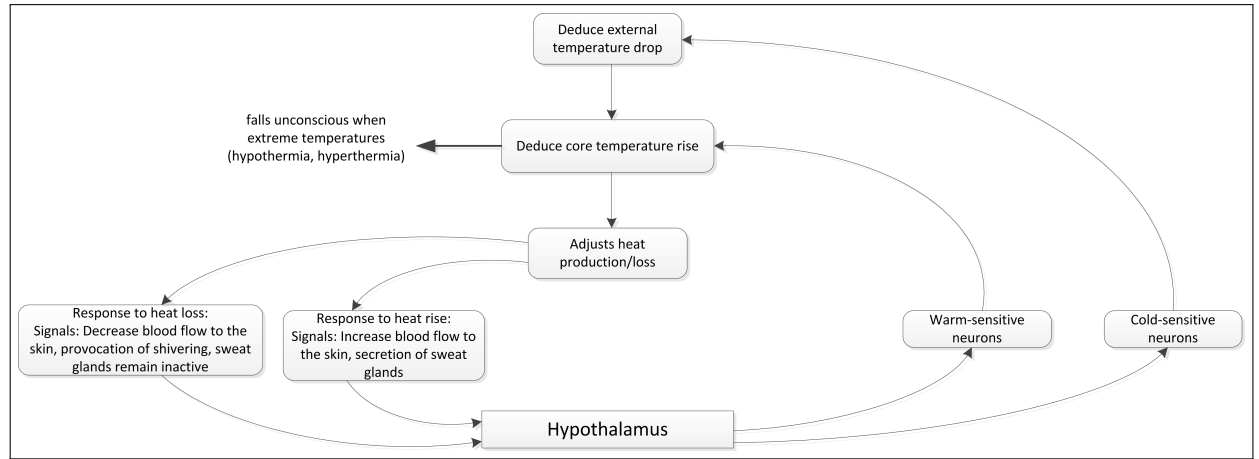 Deduce external
temperature drop
falls unconscious when
extreme temperatures
(hypothermia, hyperthermia)
Deduce core temperature rise
Adjusts heat
production/loss
Response to heat loss:
Signals: Decrease blood flow to the
skin, provocation of shivering, sweat
glands remain inactive
Response to heat rise:
Signals: Increase blood flow to
the skin, secretion of sweat
glands
Warm-sensitive
neurons
Cold-sensitive
neurons
Hypothalamus